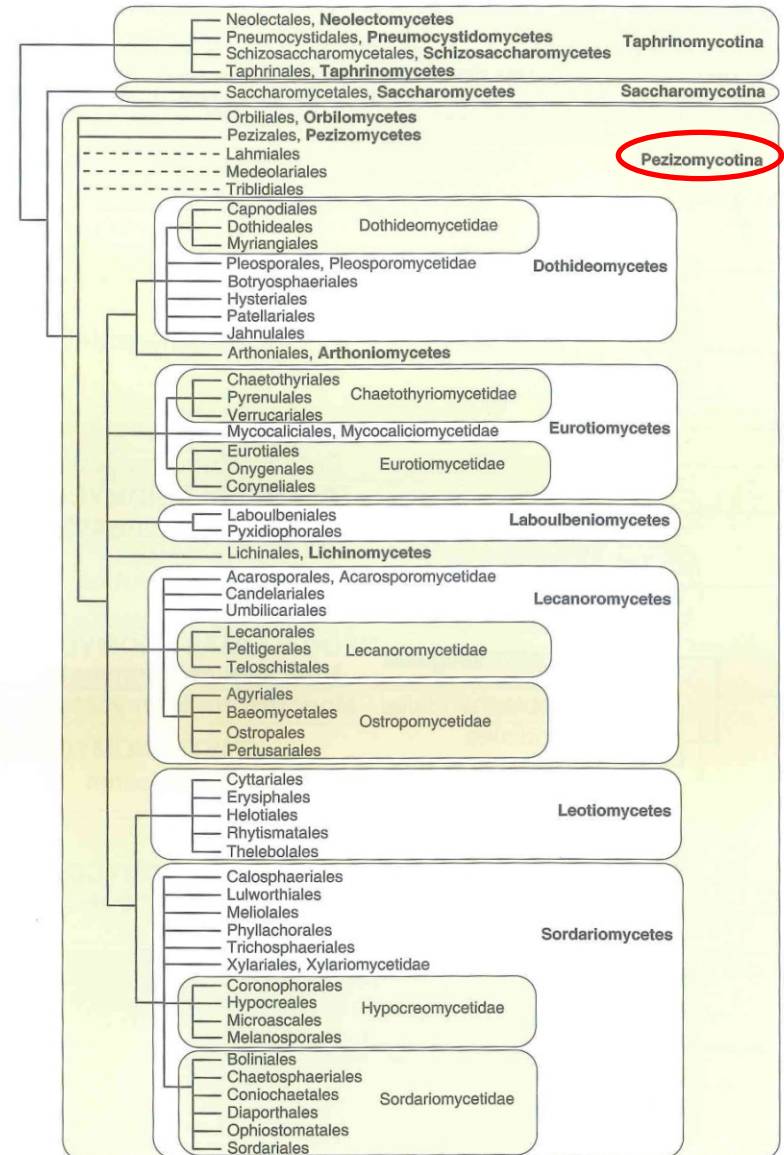 Neolectales, Neolectomycetes
Pneumocystidales, Pneumocystidomycetes
Taphrinomycotina
Schizosaccharomycetales, Schizosaccharomycetes
Taphrinales, Taphrinomycetes
Saccharomycetales, Saccharomycetes
Saccharomycotina
Orbiliales, Orbilomycetes
Pezizales, Pezizomycetes
Lahmiales
Pezizomycotina
Medeolariales
Triblidiales
Capnodiales
Dothideales
Dothideomycetidae
Myriangiales
Pleosporales, Pleosporomycetidae
Dothideomycetes
Botryosphaeriales
Hysteriales
Patellariales
Jahnulales
Arthoniales, Arthoniomycetes
Chaetothyriales
Pyrenulales
Chaetothyriomycetidae
Verrucariales
Mycocaliciales, Mycocaliciomycetidae
Eurotiomycetes
Eurotiales
Onygenales
Eurotiomycetidae
Coryneliales
Laboulbeniales
Laboulbeniomycetes
Pyxidiophorales
Lichinales, Lichinomycetes
Acarosporales, Acarosporomycetidae
Candelariales
Lecanoromycetes
Umbilicariales
Lecanorales
Peltigerales
Lecanoromycetidae
Teloschistales
Agyriales
Baeomycetales
Ostropomycetidae
Ostropales
Pertusariales
Cyttariales
Erysiphales
Helotiales
Leotiomycetes
Rhytismatales
Thelebolales
Calosphaeriales
Lulworthiales
Meliolales
Phyllachorales
Sordariomycetes
Trichosphaeriales
Xylariales, Xylariomycetidae
Coronophorales
Hypocreales
Hypocreomycetidae
Microascales
Melanosporales
Boliniales
Chaetosphaeriales
Coniochaetales
Sordariomycetidae
Diaporthales
Ophiostomatales
Sordariales